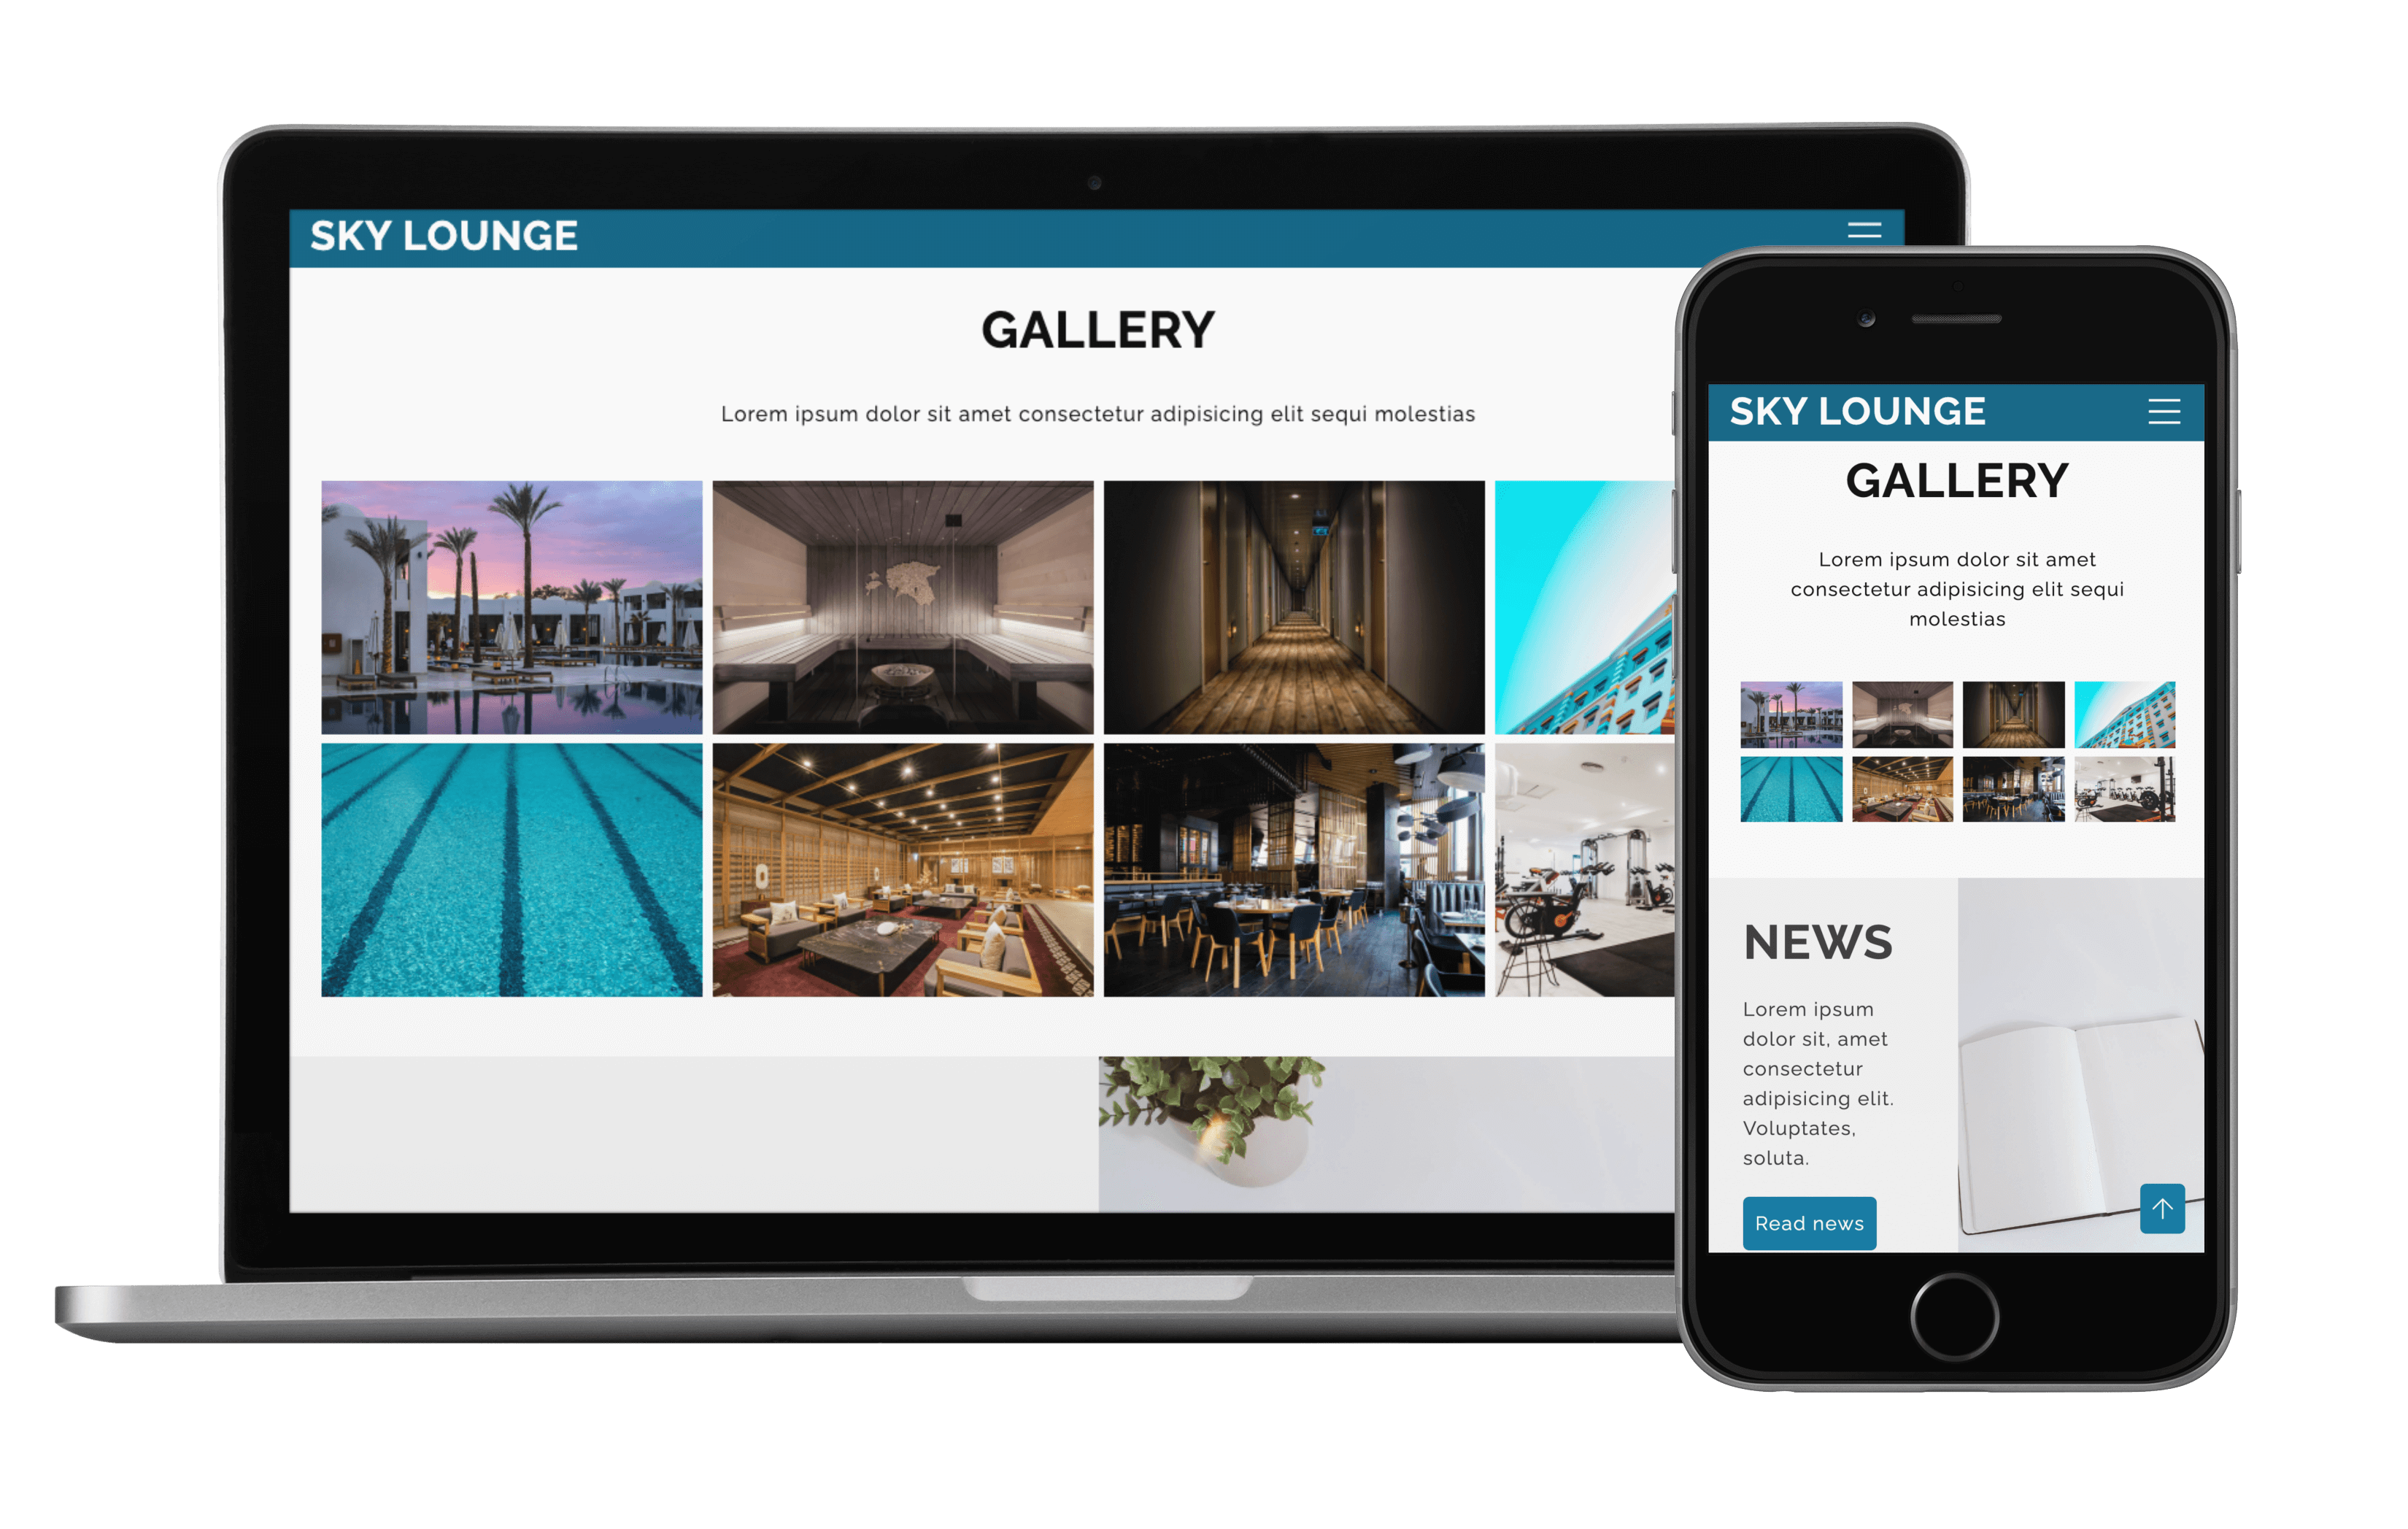 SKY LOUNGE
GALLERY
Lorem ipsum dolor sit amet consectetur adipisicing elit sequi molestias
SKY LOUNGE
GALLERY
Lorem ipsum dolor sit amet
consectetur adipisicing elit sequi
molestias
NEWS
Lorem ipsum
dolor sit, amet
consectetur
adipisicing elit.
Voluptates,
soluta.
Read news